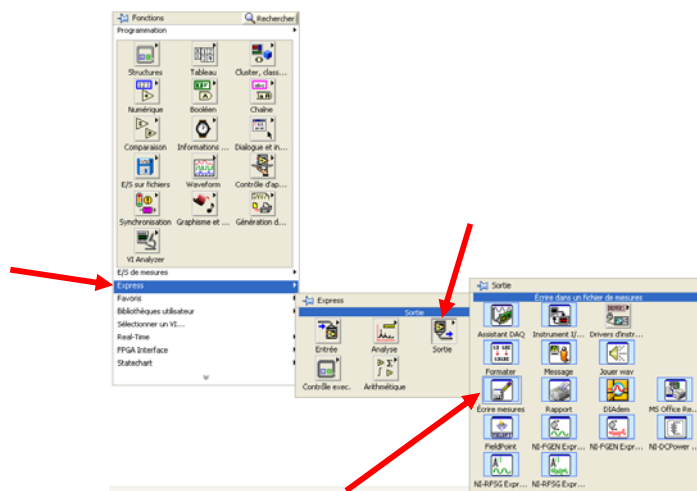 Fonctions
Rechercher
Programmation
Structures Tableau Cluster, class...
Numérique Booléen Chaîne
Comparaison Informations ... Dialogue et in...
E/S sur fichiers Waveform Contrôle d'ap...
Synchronisation Graphisme et ... Génération d...
VI Analyzer
E/S de mesures
Express
Favoris
Bibliothèques utilisateur
Sélectionner un VI...
Real-Time
FPGA Interface
Statechart
Express
Sortie
Entrée Analyse Sortie
Contrôle exec. Arithmétique
Sortie
Écrire dans un fichier de mesures
Assistant DAQ Instrument I/... Drivers d'instr...
Formater Message Jouer wav
Écrire mesures Rapport DIAdem MS Office Re...
FieldPoint NI-FGEN Expr... NI-FGEN Expr... NI-DCPower ...
NI-RFSG Expr... NI-RFSG Expr...